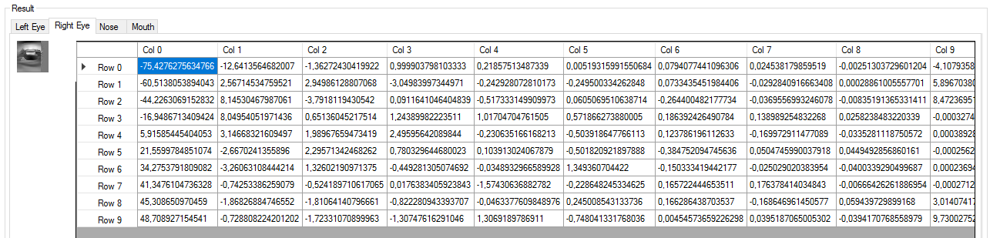 Result
Left Eye Right Eye Nose Mouth
Col 0 Col 1 Col 2 Col 3 Col 4 Col 5 Col 6 Col 7 Col 8 Col 9
Row 0 -75,4276275634766 -12,6413564682007 -1,36272430419922 0,999903798103333 0,21857513487339 0,00519315991550684 0,0794077441096306 0,024538179859519 -0,00251303729601204 -4,1079358
Row 1 -60,5138053894043 2,56714534759521 2,94986128807068 -3,04983997344971 -0,242928072810173 -0,249500334262848 0,0733435451984406 -0,0292840916663408 0,00028861005557701 5,8967038
Row 2 -44,2263069152832 8,14530467987061 -3,7918119430542 0,0911641046404839 -0,517333149909973 0,0605069510638714 -0,264400482177734 -0,0369556993246078 -0,00835191365331411 8,4723695
Row 3 -16,9486713409424 8,04954051971436 0,65136045217514 1,24389982223511 1,01704704761505 0,571866273880005 0,186392426490784 0,138989254832268 0,0258238483220339 -0,0003274
Row 4 5,91585445404053 3,14668321609497 1,98967659473419 2,49595642089844 -0,230635166168213 -0,503918647766113 0,123786196112633 -0,169972911477089 -0,0335281118750572 0,00038928
Row 5 21,5599784851074 -2,6670241355896 2,29571342468262 0,780329644680023 0,103913024067879 -0,501820921897888 -0,384752094745636 0,0504745990037918 0,0449492856860161 -0,0002562
Row 6 34,2753791809082 -3,26063108444214 1,32602190971375 -0,449281305074692 -0,0348932966589928 1,349360704422 -0,150333419442177 -0,025029020383954 -0,0400339290499687 0,00023694
Row 7 41,3476104736328 -0,74253386259079 -0,524189710617065 0,0176383405923843 -1,57430636882782 -0,228648245334625 0,165722444653511 0,176378414034843 -0,00666426261886954 -0,0002712
Row 8 45,308650970459 -1,86826884746552 -1,81064140796661 -0,822280943393707 -0,0463377609848976 0,245008543133736 0,166286438703537 -0,168646961450577 0,059439729899168 3,0140741
Row 9 48,708927154541 -0,728808224201202 -1,72331070899963 -1,30747616291046 1,3069189786911 -0,748041331768036 0,00454573659226298 0,0395187065005302 -0,0394170768558979 9,7300275